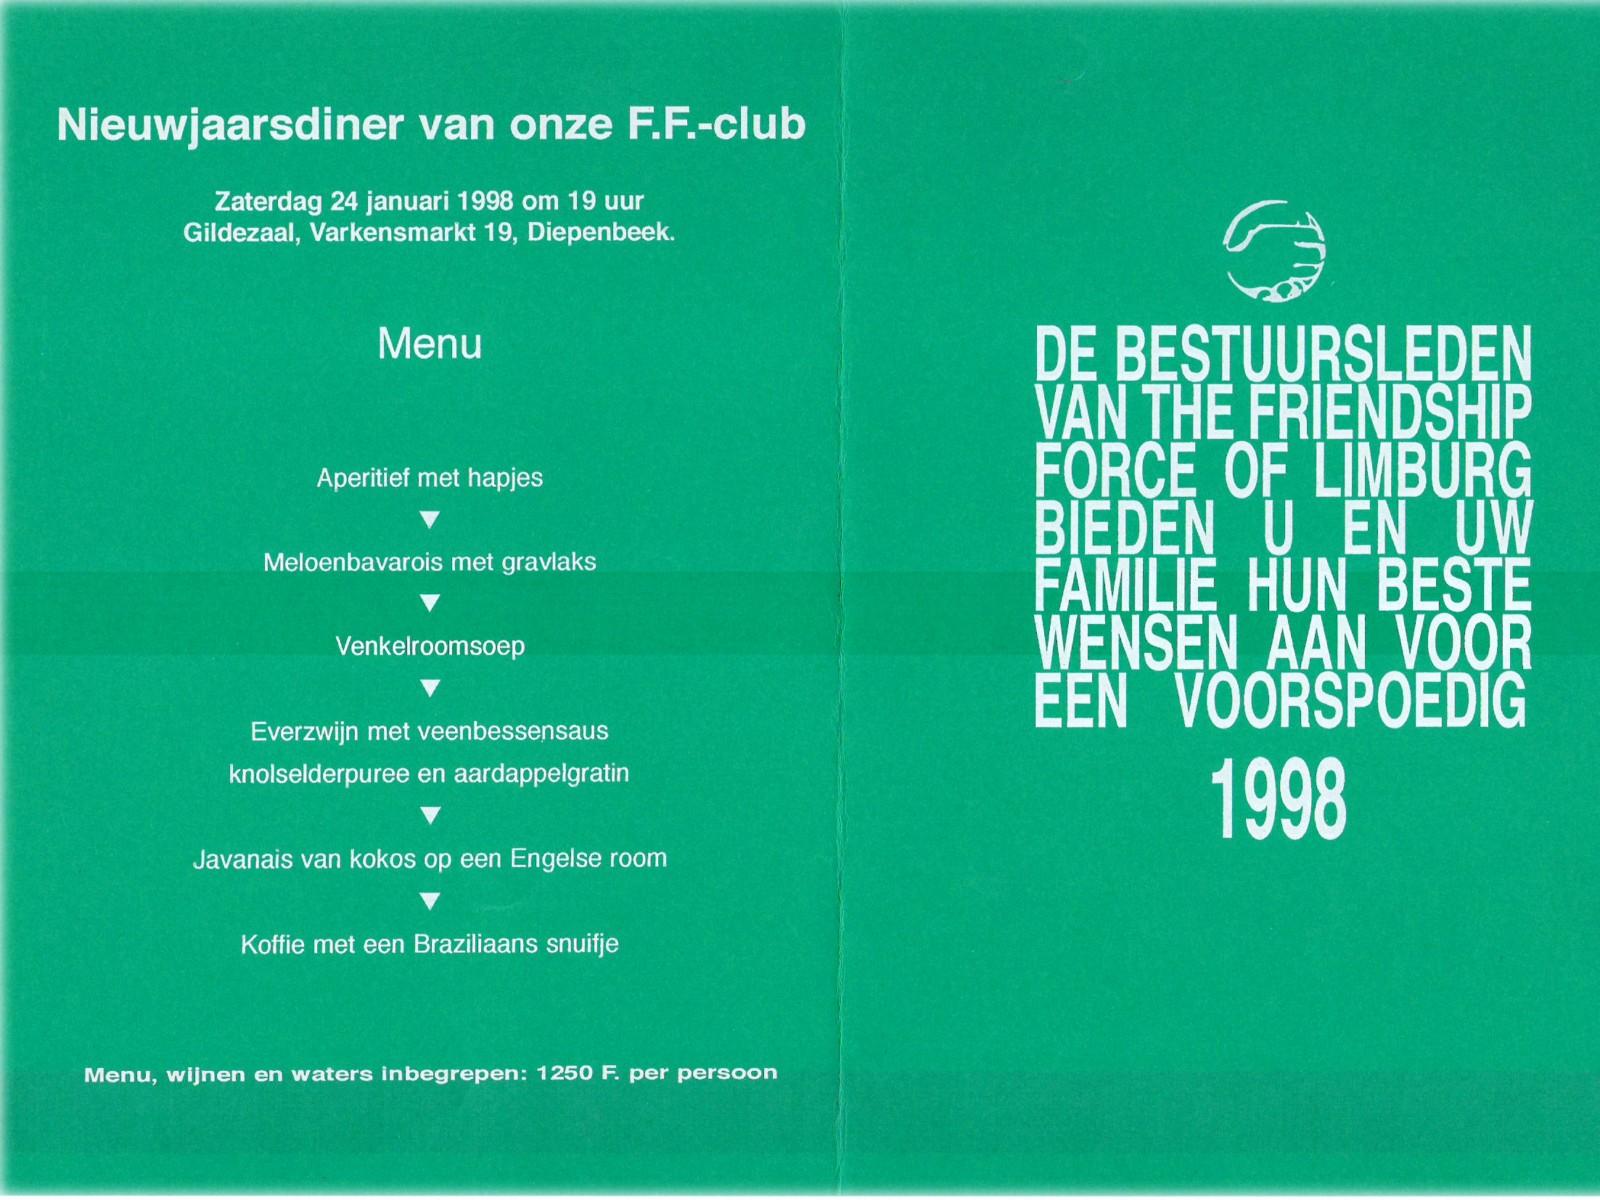 Nieuwjaarsdiner van onze F.F.-club
Zaterdag 24 januari 1998 om 19 uur
Gildezaal, Varkensmarkt 19, Diepenbeek.
Menu
Aperitief met hapjes
Meloenbavarois met gravlaks
Venkelroomsoep
Everzwijn met veenbessensaus
knolselderpuree en aardappelgratin
Javanais van kokos op een Engelse room
Koffie met een Braziliaans snuifje
Menu, wijnen en waters inbegrepen: 1250 F. per persoon
DE BESTUURSLEDEN
VAN THE FRIENDSHIP
FORCE OF LIMBURG
BIEDEN U EN UW
FAMILIE HUN BESTE
WENSEN AAN VOOR
EEN VOORSPOEDIG
1998